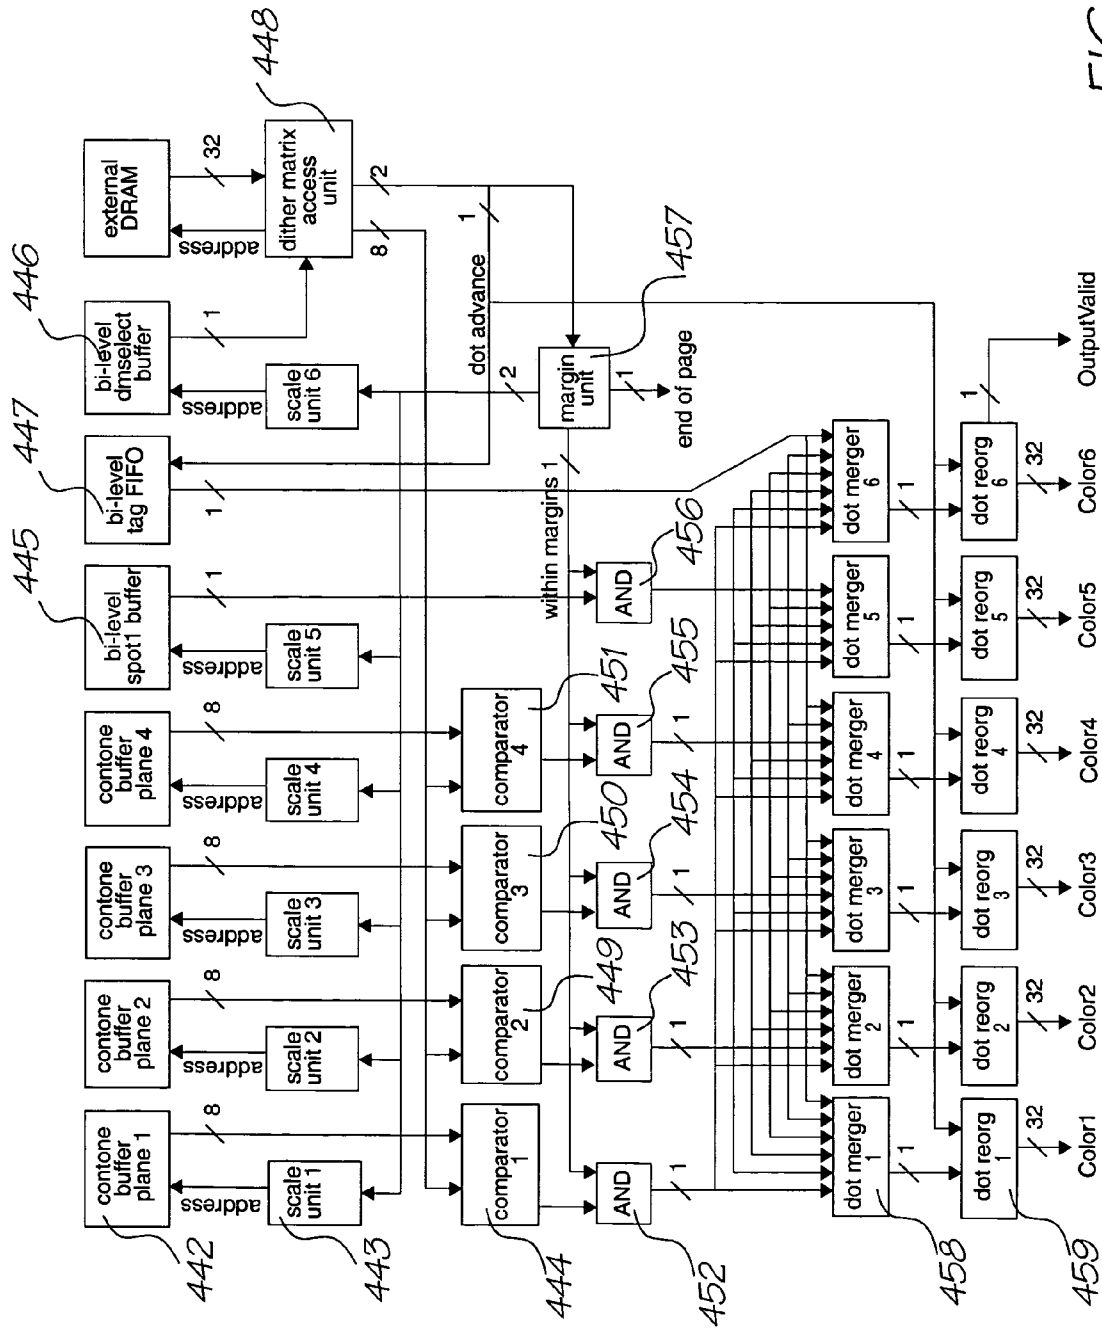 contone
buffer
plane 1
contone
buffer
plane 2
contone
buffer
plane 3
contone
buffer
plane 4
bi-level
spot1 buffer
bi-level
tag FIFO
bi-level
dmselect
buffer
external
DRAM
442
445
447
446
8
8
8
8
1
1
1
32
address
address
address
address
address
address
address
scale
unit 1
scale
unit 2
scale
unit 3
scale
unit 4
scale
unit 5
scale
unit 6
dither matrix
access
unit
443
448
8
2
1
dot advance
2
comparator
1
comparator
2
comparator
3
comparator
4
444
449
450
451
margin
unit
457
1
end of page
within margins 1
AND
AND
AND
AND
AND
452
453
454
455
456
1
1
1
1
dot merger
1
dot merger
2
dot merger
3
dot merger
4
dot merger
5
dot merger
6
458
1
1
1
1
1
1
dot reorg
1
dot reorg
2
dot reorg
3
dot reorg
4
dot reorg
5
dot reorg
6
459
32
32
32
32
32
32
1
Color1
Color2
Color3
Color4
Color5
Color6
OutputValid